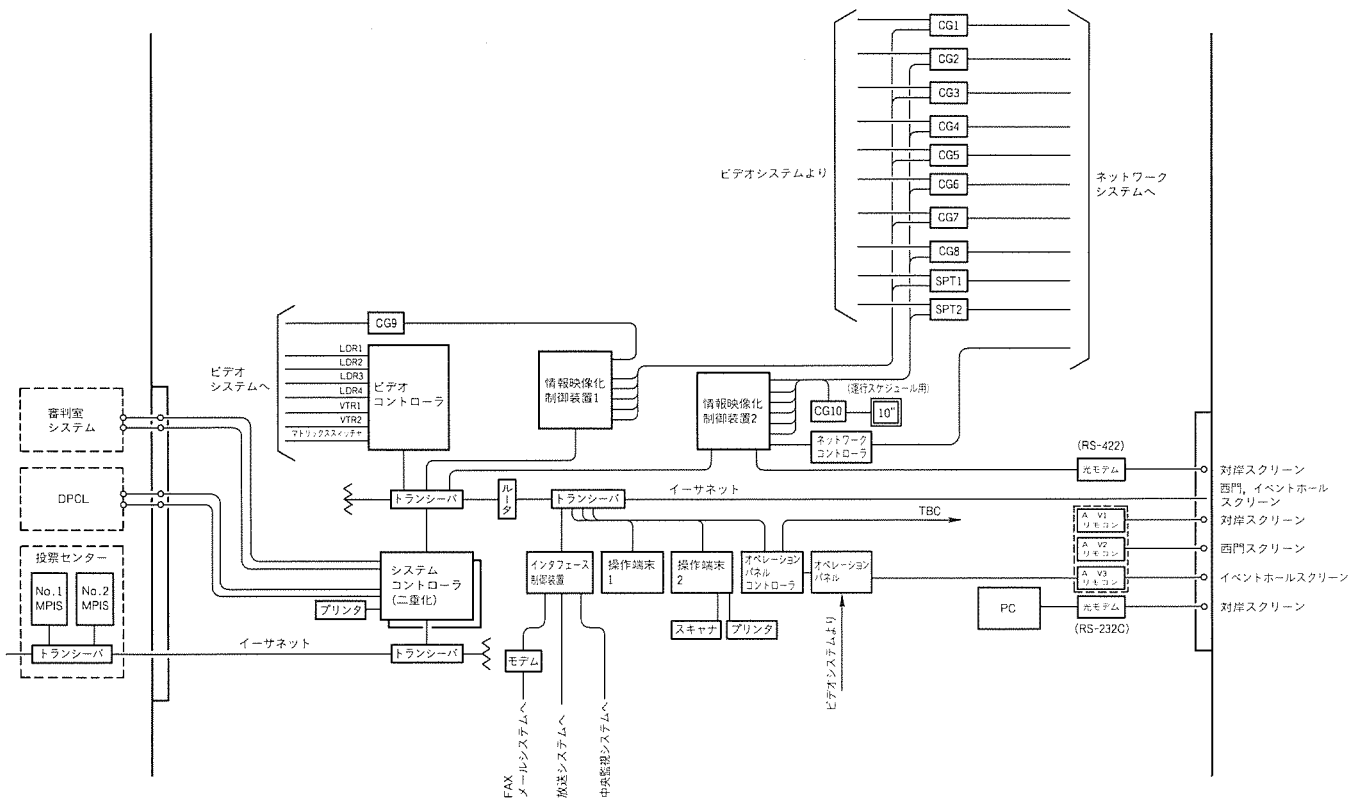 CG1
CG2
CG3
CG4
CG5
CG6
CG7
CG8
SPT1
SPT2
ビデオシステムより
ネットワーク
システムへ
CG9
LDR1
LDR2
LDR3
LDR4
VTR1
VTR2
マトリックススイッチャ
ビデオ
システムへ
ビデオ
コントローラ
情報映像化
制御装置1
情報映像化
制御装置2
(運行スケジュール用)
CG10
10"
ネットワーク
コントローラ
審判室
システム
DPCL
投票センター
No.1
MPIS
No.2
MPIS
トランシーバ
イーサネット
トランシーバ
ルータ
トランシーバ
イーサネット
システム
コントローラ
(二重化)
プリンタ
トランシーバ
インタフェース
制御装置
操作端末
1
操作端末
2
オペレーション
パネル
コントローラ
オペレーション
パネル
TBC
スキャナ
プリンタ
モデム
FAX
メールシステムへ
放送システムへ
中央監視システムへ
ビデオシステムより
(RS-422)
光モデム
対岸スクリーン
西門,イベントホール
スクリーン
A V1
リモコン
対岸スクリーン
A V2
リモコン
西門スクリーン
A V3
リモコン
イベントホールスクリーン
PC
光モデム
(RS-232C)
対岸スクリーン